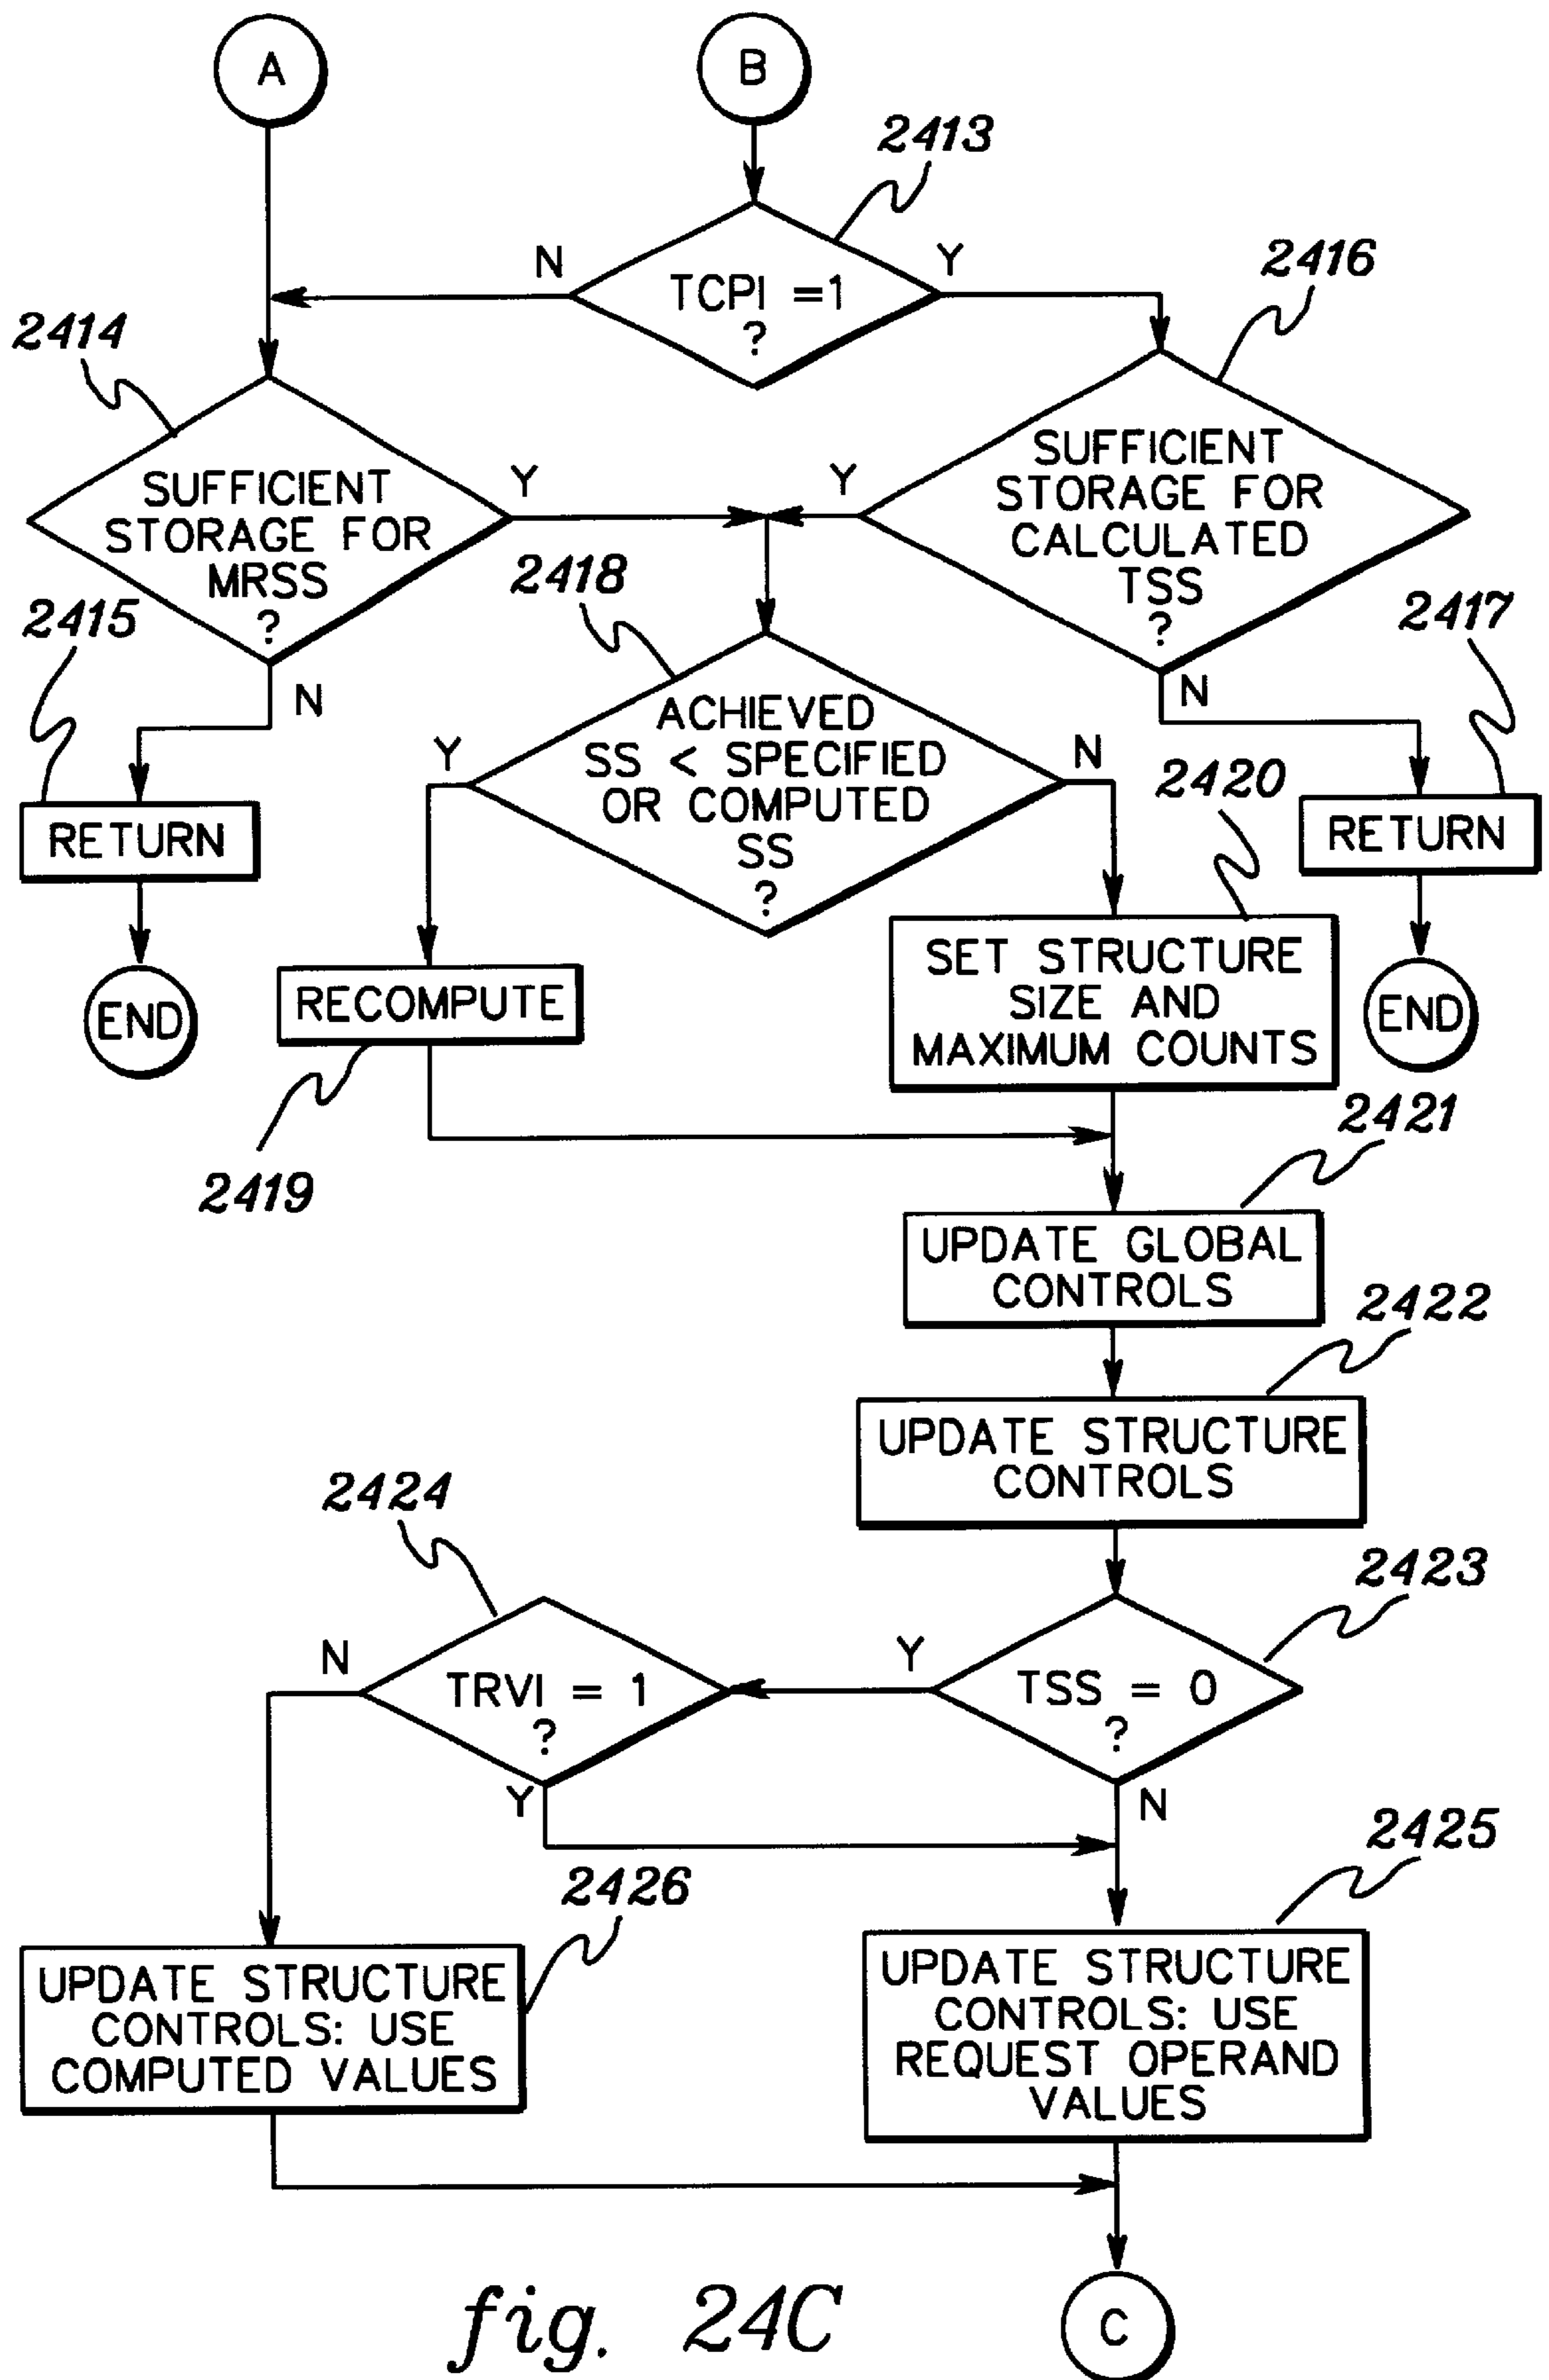 A
B
2413
N
TCPI =1
?
Y
2416
2414
SUFFICIENT
STORAGE FOR
MRSS
?
Y
N
2415
RETURN
END
SUFFICIENT
STORAGE FOR
CALCULATED
TSS
?
Y
N
2417
RETURN
END
2418
ACHIEVED
SS < SPECIFIED
OR COMPUTED
SS
?
Y
N
2420
RECOMPUTE
2419
SET STRUCTURE
SIZE AND
MAXIMUM COUNTS
2421
UPDATE GLOBAL
CONTROLS
2422
UPDATE STRUCTURE
CONTROLS
2423
TSS = 0
?
Y
N
2424
TRVI = 1
?
N
Y
2425
UPDATE STRUCTURE
CONTROLS: USE
REQUEST OPERAND
VALUES
2426
UPDATE STRUCTURE
CONTROLS: USE
COMPUTED VALUES
C
fig. 24C